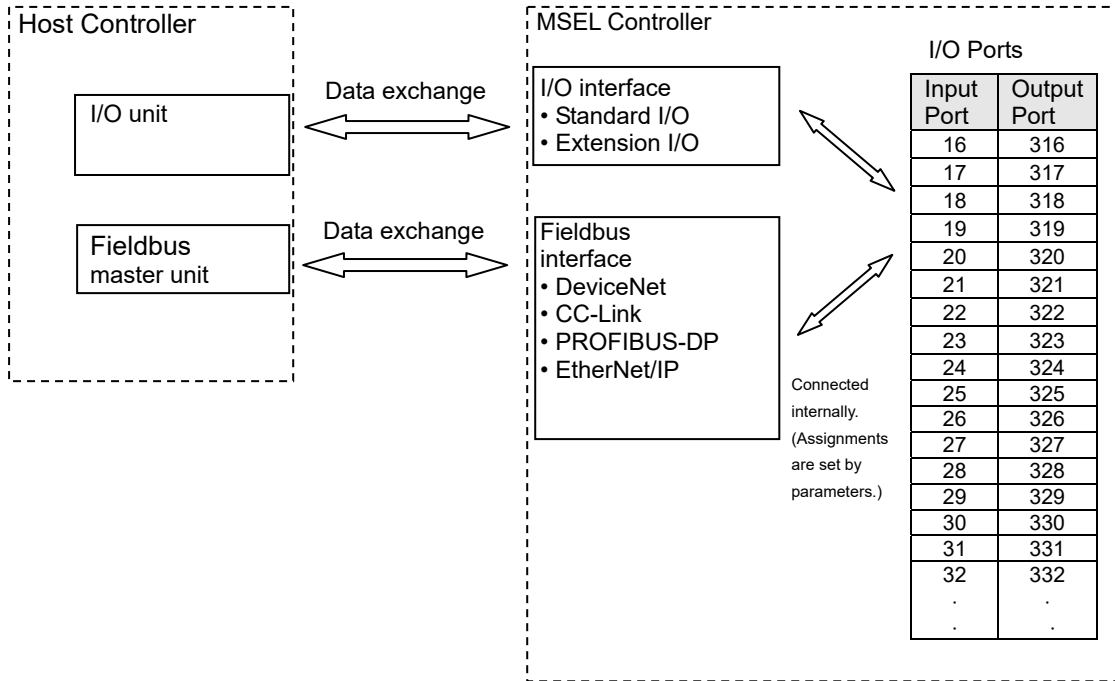 Host Controller
I/O unit
Fieldbus
master unit
Data exchange
Data exchange
MSEL Controller
I/O interface
• Standard I/O
• Extension I/O
Fieldbus
interface
• DeviceNet
• CC-Link
• PROFIBUS-DP
• EtherNet/IP
Connected
internally.
(Assignments
are set by
parameters.)
I/O Ports
Input Port Output Port
16 316
17 317
18 318
19 319
20 320
21 321
22 322
23 323
24 324
25 325
26 326
27 327
28 328
29 329
30 330
31 331
32 332
. .
. .